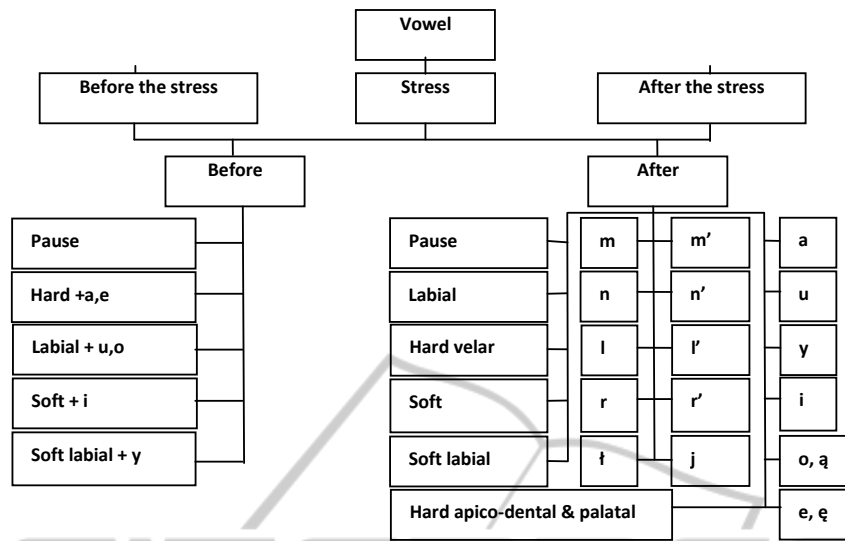 Vowel
Before the stress
Stress
After the stress
Before
After
Pause
Hard +a,e
Labial + u,o
Soft + i
Soft labial + y
Pause
m
m’
a
Labial
n
n’
u
Hard velar
l
l’
y
Soft
r
r’
i
Soft labial
ł
j
o, ą
Hard apico-dental & palatal
e, ę